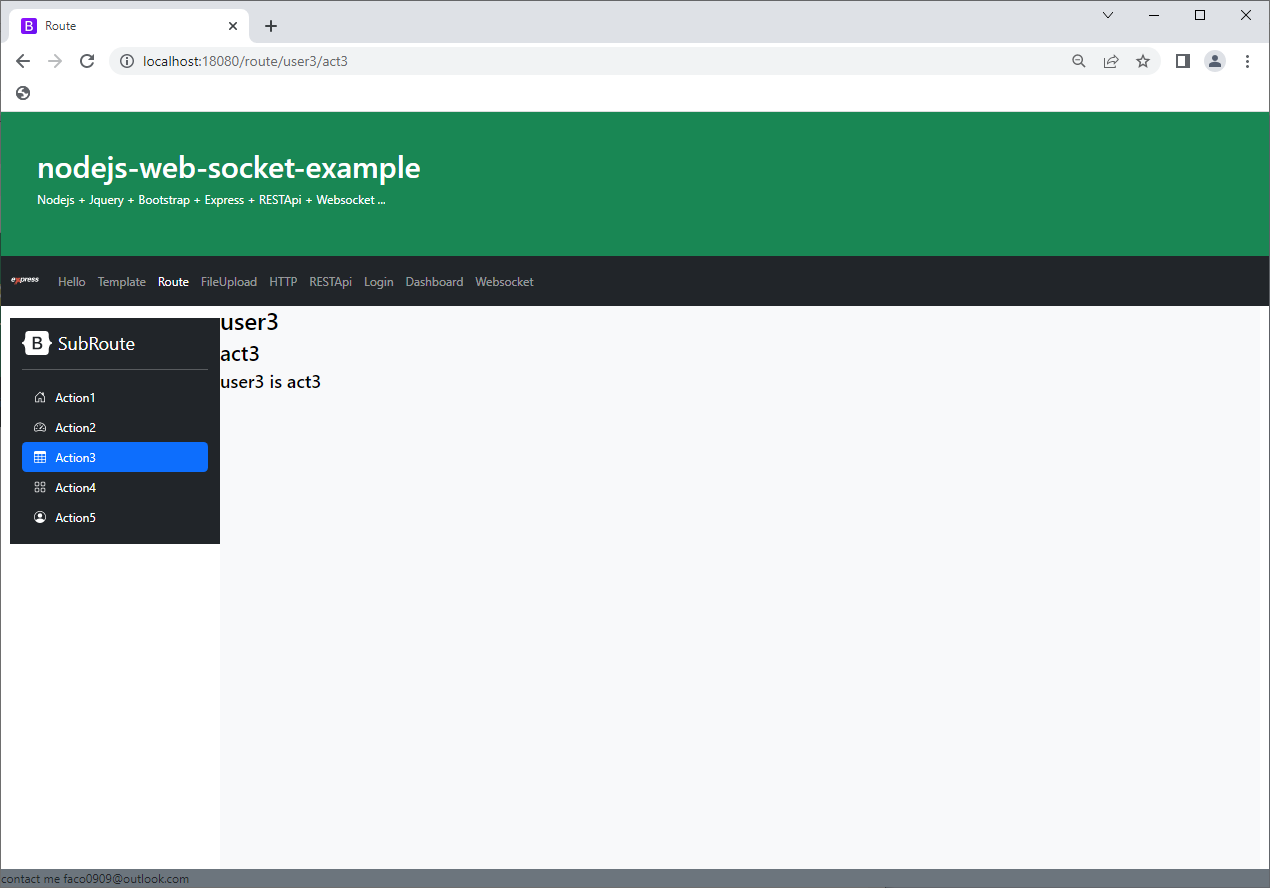 Route
localhost:18080/route/user3/act3
nodejs-web-socket-example
Nodejs + Jquery + Bootstrap + Express + RESTApi + Websocket ...
express Hello Template Route FileUpload HTTP RESTApi Login Dashboard Websocket
B SubRoute
Action1
Action2
Action3
Action4
Action5
user3
act3
user3 is act3
contact me faco0909@outlook.com